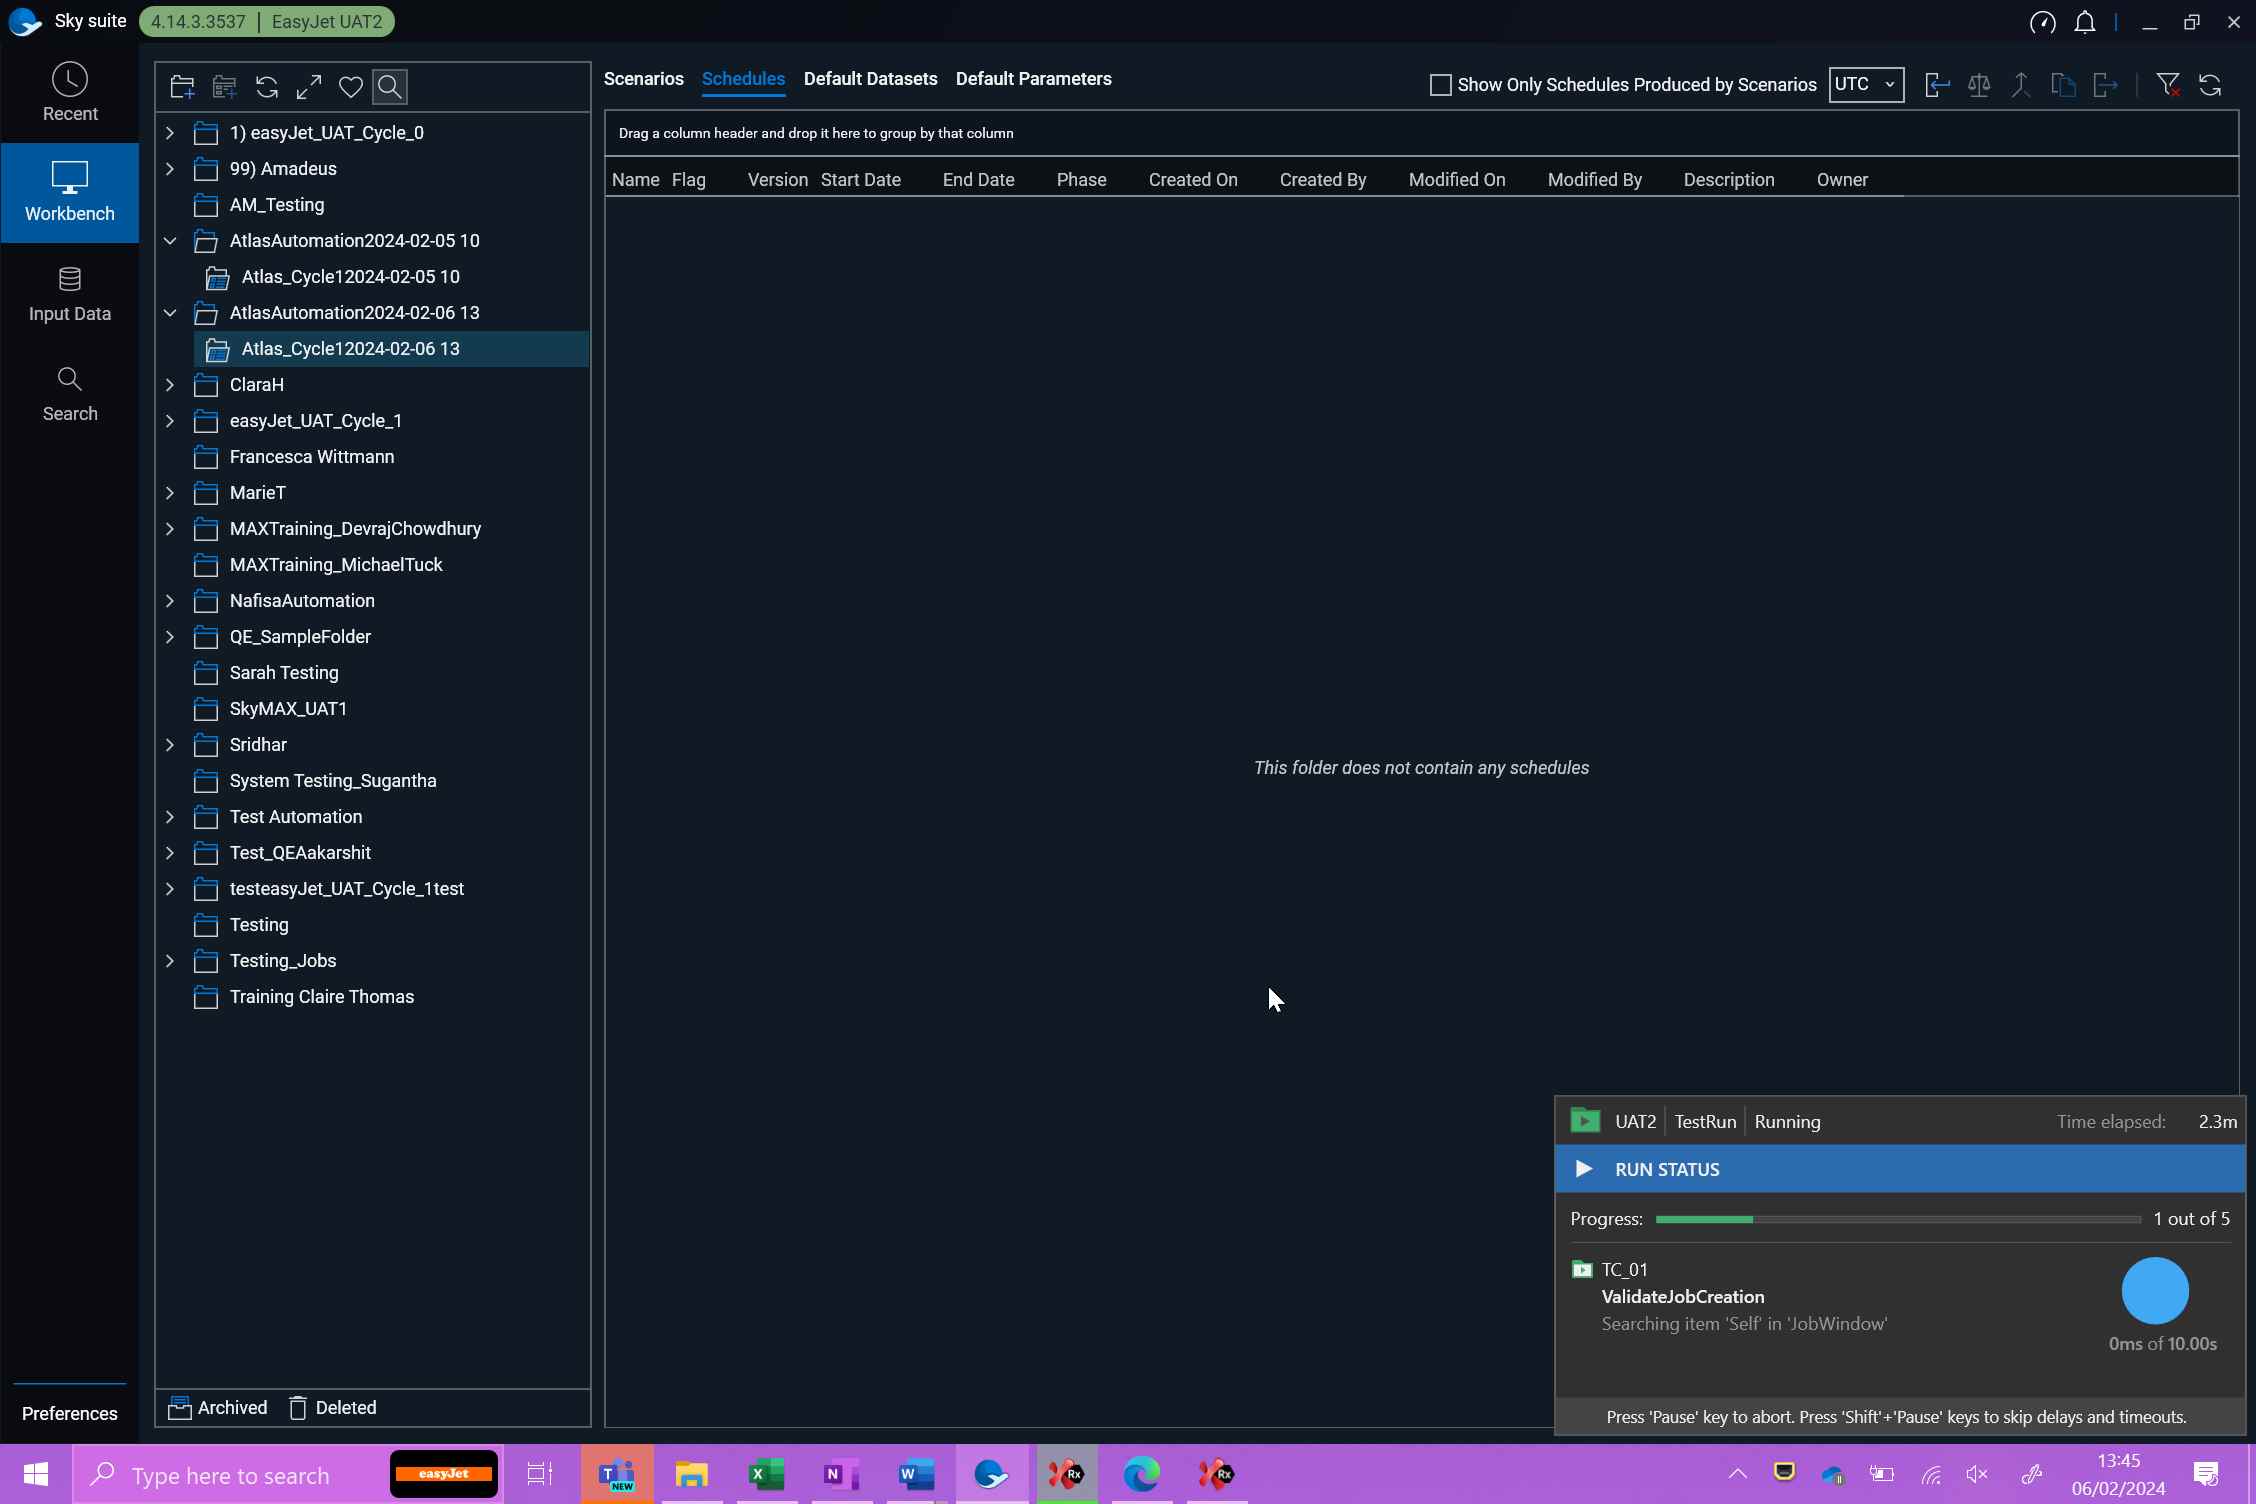 Sky suite 4.14.3.3537 | EasyJet UAT2
Recent
Workbench
Input Data
Search
Preferences
1) easyJet_UAT_Cycle_0
99) Amadeus
AM_Testing
AtlasAutomation2024-02-05 10
Atlas_Cycle12024-02-05 10
AtlasAutomation2024-02-06 13
Atlas_Cycle12024-02-06 13
ClaraH
easyJet_UAT_Cycle_1
Francesca Wittmann
MarieT
MAXTraining_DevrajChowdhury
MAXTraining_MichaelTuck
NafisaAutomation
QE_SampleFolder
Sarah Testing
SkyMAX_UAT1
Sridhar
System Testing_Sugantha
Test Automation
Test_QEAakarshit
testeasyJet_UAT_Cycle_1test
Testing
Testing_Jobs
Training Claire Thomas
Archived Deleted
Scenarios Schedules Default Datasets Default Parameters
Show Only Schedules Produced by Scenarios UTC
Drag a column header and drop it here to group by that column
Name Flag Version Start Date End Date Phase Created On Created By Modified On Modified By Description Owner
This folder does not contain any schedules
UAT2 | TestRun | Running Time elapsed: 2.3m
RUN STATUS
Progress: 1 out of 5
TC_01
ValidateJobCreation
Searching item 'Self' in 'JobWindow'
0ms of 10.00s
Press 'Pause' key to abort. Press 'Shift'+'Pause' keys to skip delays and timeouts.
Type here to search
easyJet
T
NEW
X
N
W
Rx
Rx
13:45
06/02/2024